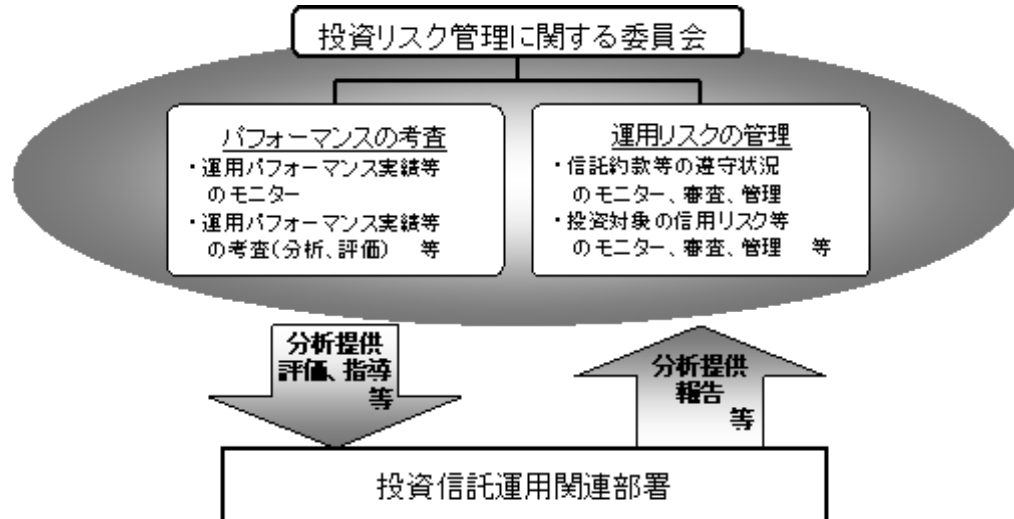 投資リスク管理に関する委員会
パフォーマンスの考査
・運用パフォーマンス実績等
のモニター
・運用パフォーマンス実績等
の考査(分析、評価) 等
運用リスクの管理
・信託約款等の遵守状況
のモニター、審査、管理
・投資対象の信用リスク等
のモニター、審査、管理 等
分析提供
評価、指導
等
分析提供
報告
等
投資信託運用関連部署